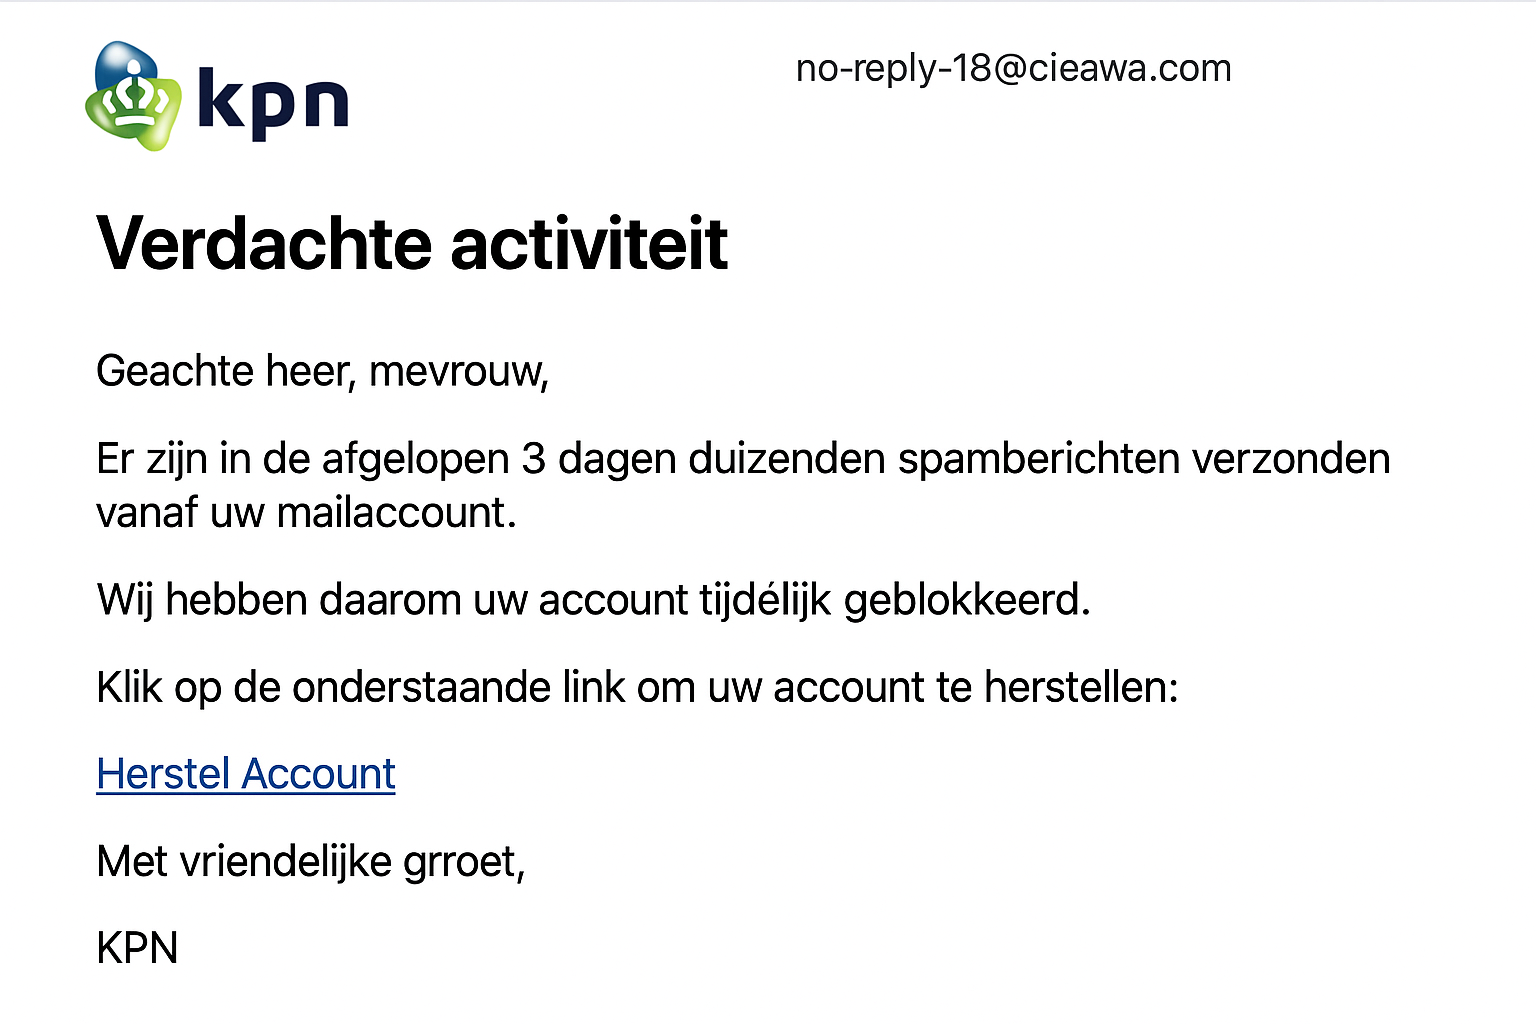 kpn
no-reply-18@cieawa.com
Verdachte activiteit
Geachte heer, mevrouw,
Er zijn in de afgelopen 3 dagen duizenden spamberichten verzonden
vanaf uw mailaccount.
Wij hebben daarom uw account tijdélijk geblokkeerd.
Klik op de onderstaande link om uw account te herstellen:
Herstel Account
Met vriendelijke grroet,
KPN